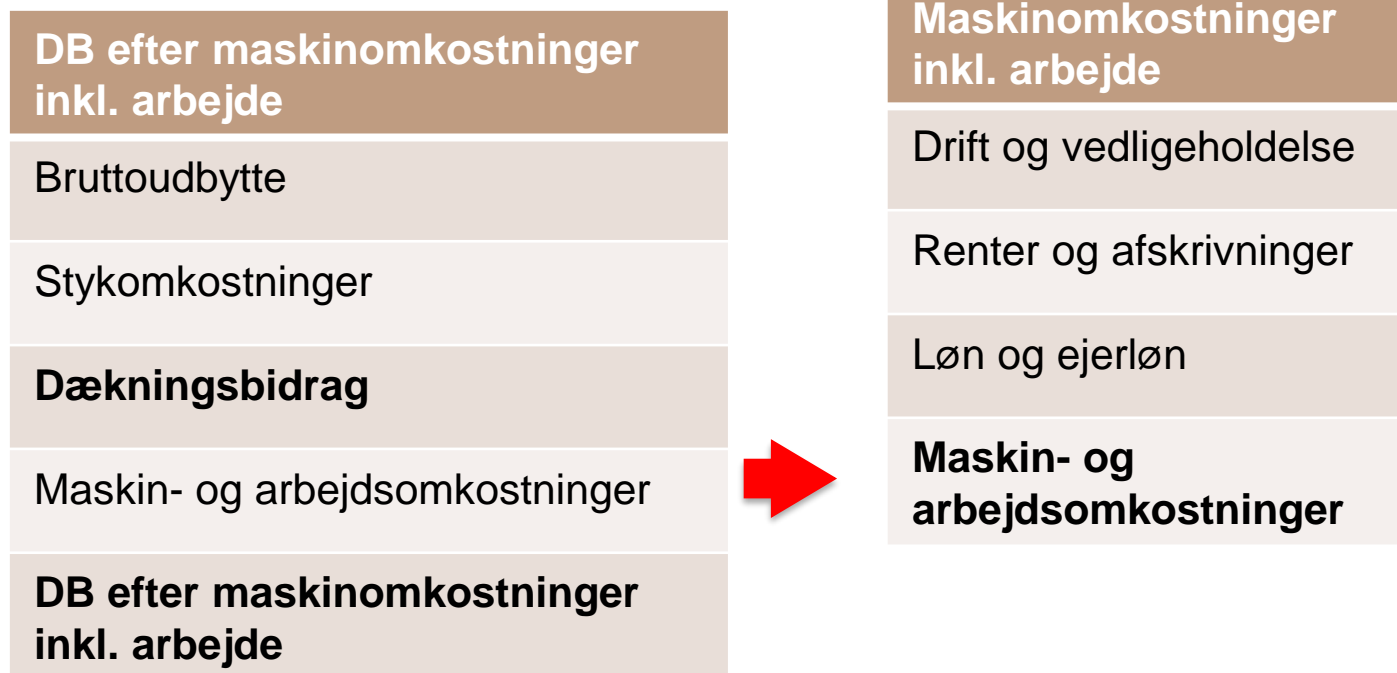 DB efter maskinomkostninger
inkl. arbejde
Bruttoudbytte
Stykomkostninger
Dækningsbidrag
Maskin- og arbejdsomkostninger
DB efter maskinomkostninger
inkl. arbejde
Maskinomkostninger
inkl. arbejde
Drift og vedligeholdelse
Renter og afskrivninger
Løn og ejerløn
Maskin- og
arbejdsomkostninger